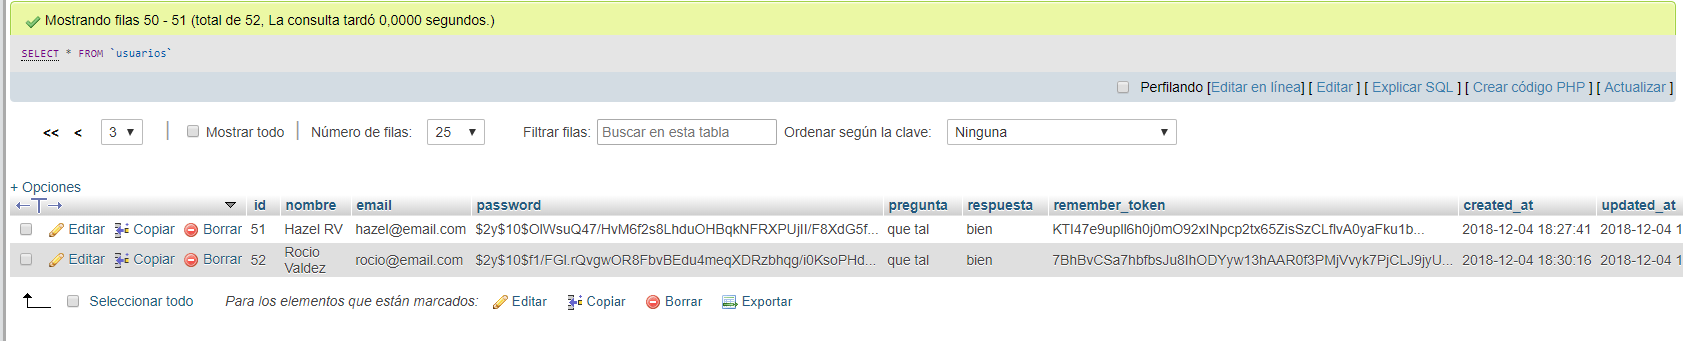 Mostrando filas 50 - 51 (total de 52, La consulta tardó 0,0000 segundos.)
SELECT * FROM `usuarios`
Perfilando [Editar en línea] [ Editar ] [ Explicar SQL ] [ Crear código PHP ] [ Actualizar ]
<< < 3 | Mostrar todo | Número de filas: 25 Filtrar filas: Buscar en esta tabla Ordenar según la clave: Ninguna
+ Opciones
id nombre email password pregunta respuesta remember_token created_at updated_at
Editar Copiar Borrar 51 Hazel RV hazel@email.com $2y$10$OlWsuQ47/HvM6f2s8LhduOHBqkNFRXPUjII/F8XdG5f... que tal bien KTI47e9upll6h0j0mO92xINpcp2tx65ZisSzCLflvA0yaFku1b... 2018-12-04 18:27:41 2018-12-04 1
Editar Copiar Borrar 52 Rocio Valdez rocio@email.com $2y$10$f1/FGI.rQvgwOR8FbvBEdu4meqXDRzbhqg/i0KsoPHd... que tal bien 7BhBvCSa7hbfbsJu8IhODYyw13hAAR0f3PMjVvyk7PjCLJ9jyU... 2018-12-04 18:30:16 2018-12-04 1
Seleccionar todo Para los elementos que están marcados: Editar Copiar Borrar Exportar